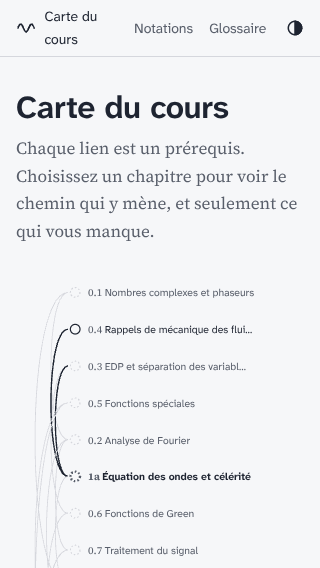 Carte du
cours
Notations
Glossaire
Carte du cours
Chaque lien est un prérequis.
Choisissez un chapitre pour voir le
chemin qui y mène, et seulement ce
qui vous manque.
0.1 Nombres complexes et phaseurs
0.4 Rappels de mécanique des flui...
0.3 EDP et séparation des variabl...
0.5 Fonctions spéciales
0.2 Analyse de Fourier
1a Équation des ondes et célérité
0.6 Fonctions de Green
0.7 Traitement du signal